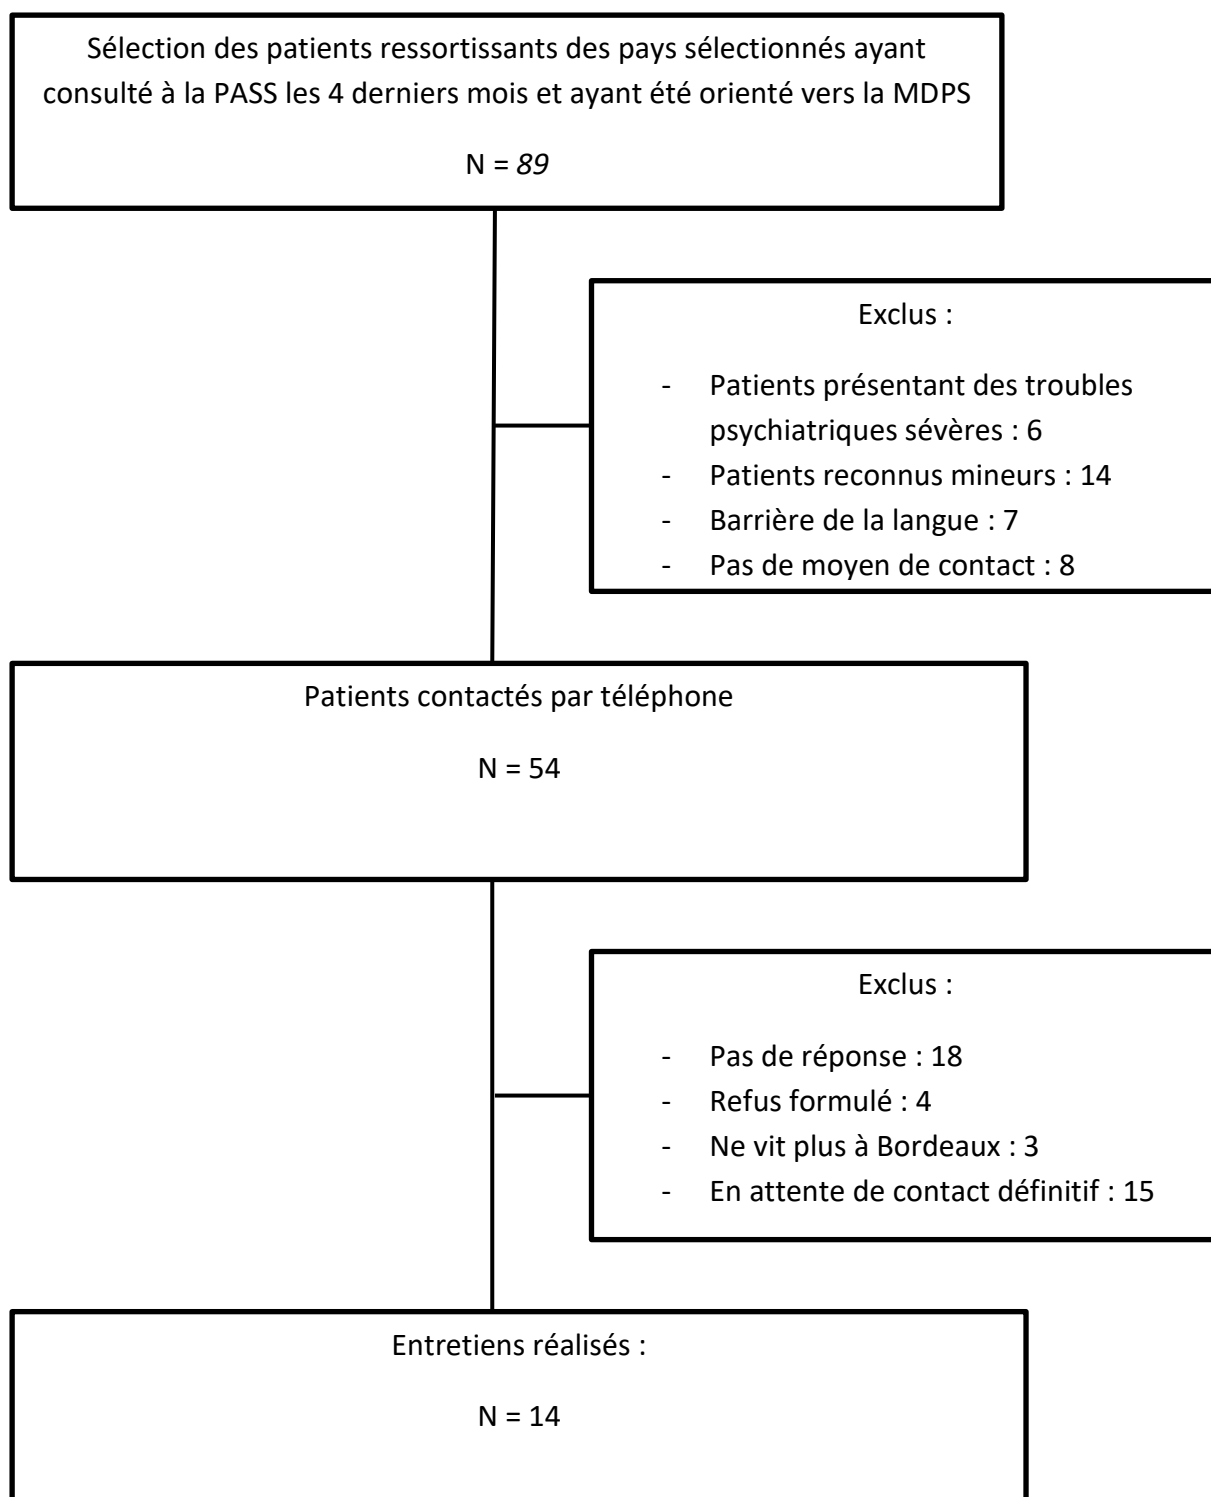 Sélection des patients ressortissants des pays sélectionnés ayant
consulté à la PASS les 4 derniers mois et ayant été orienté vers la MDPS
N = 89
Exclus :
- Patients présentant des troubles
psychiatriques sévères : 6
- Patients reconnus mineurs : 14
- Barrière de la langue : 7
- Pas de moyen de contact : 8
Patients contactés par téléphone
N = 54
Exclus :
- Pas de réponse : 18
- Refus formulé : 4
- Ne vit plus à Bordeaux : 3
- En attente de contact définitif : 15
Entretiens réalisés :
N = 14